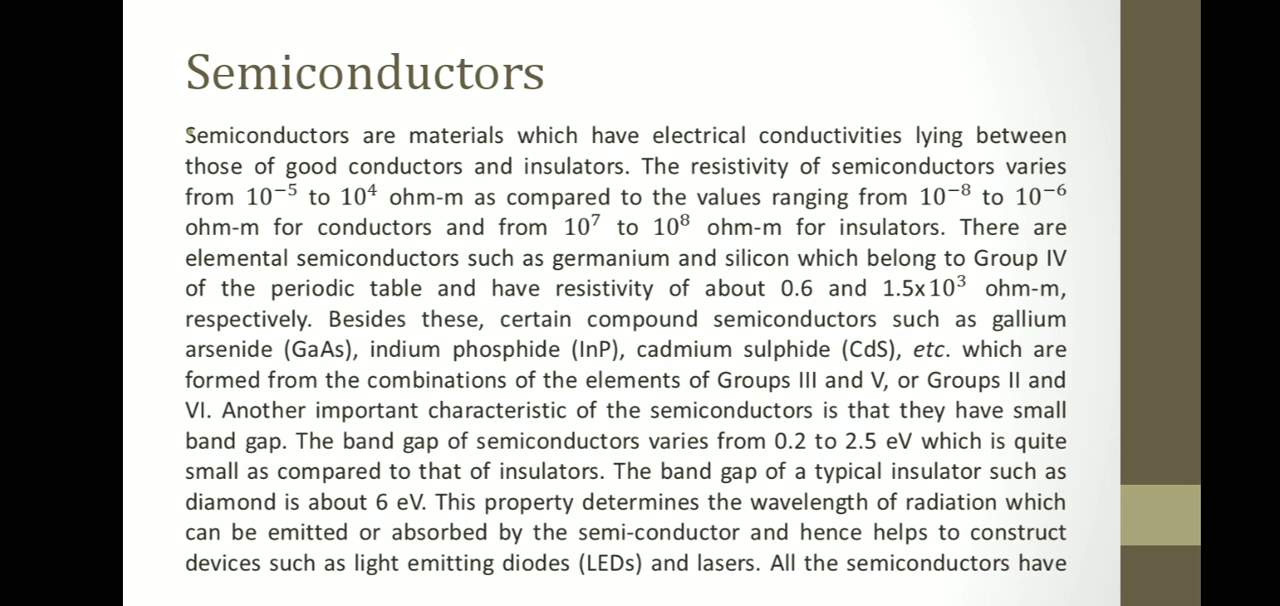 Semiconductors
Semiconductors are materials which have electrical conductivities lying between
those of good conductors and insulators. The resistivity of semiconductors varies
from 10⁻⁵ to 10⁴ ohm-m as compared to the values ranging from 10⁻⁸ to 10⁻⁶
ohm-m for conductors and from 10⁷ to 10⁸ ohm-m for insulators. There are
elemental semiconductors such as germanium and silicon which belong to Group IV
of the periodic table and have resistivity of about 0.6 and 1.5x10³ ohm-m,
respectively. Besides these, certain compound semiconductors such as gallium
arsenide (GaAs), indium phosphide (InP), cadmium sulphide (CdS), etc. which are
formed from the combinations of the elements of Groups III and V, or Groups II and
VI. Another important characteristic of the semiconductors is that they have small
band gap. The band gap of semiconductors varies from 0.2 to 2.5 eV which is quite
small as compared to that of insulators. The band gap of a typical insulator such as
diamond is about 6 eV. This property determines the wavelength of radiation which
can be emitted or absorbed by the semi-conductor and hence helps to construct
devices such as light emitting diodes (LEDs) and lasers. All the semiconductors have